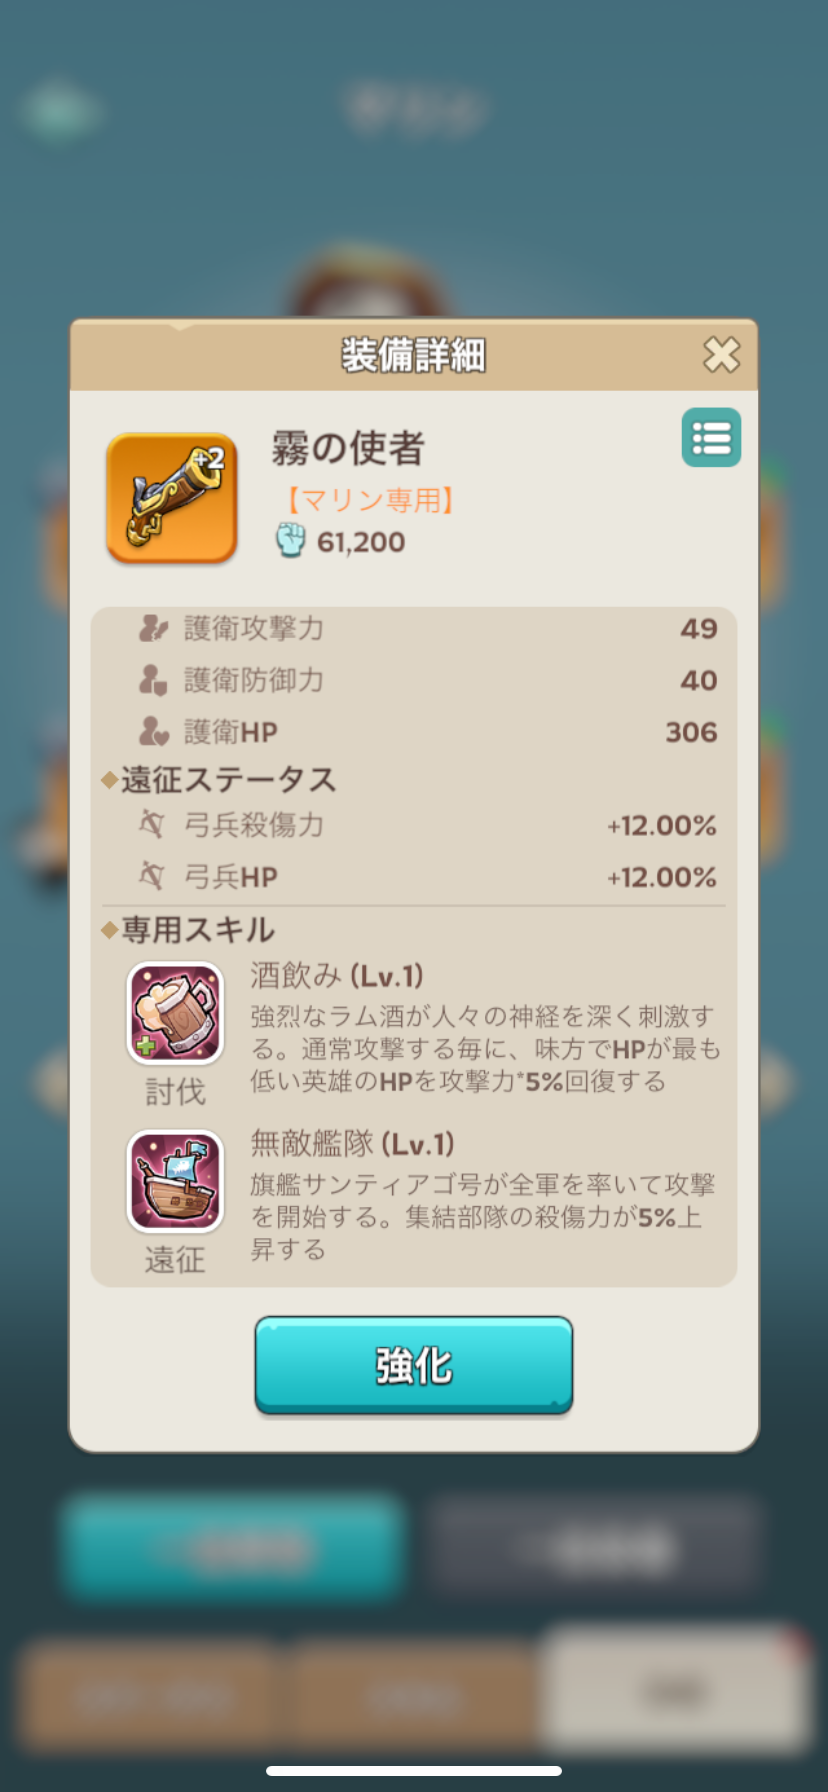 装備詳細
+2
霧の使者
【マリン専用】
61,200
護衛攻撃力 49
護衛防御力 40
護衛HP 306
遠征ステータス
弓兵殺傷力 +12.00%
弓兵HP +12.00%
専用スキル
酒飲み (Lv.1)
強烈なラム酒が人々の神経を深く刺激す
る。通常攻撃する毎に、味方でHPが最も
低い英雄のHPを攻撃力*5%回復する
討伐
無敵艦隊 (Lv.1)
旗艦サンティアゴ号が全軍を率いて攻撃
を開始する。集結部隊の殺傷力が5%上
昇する
遠征
強化